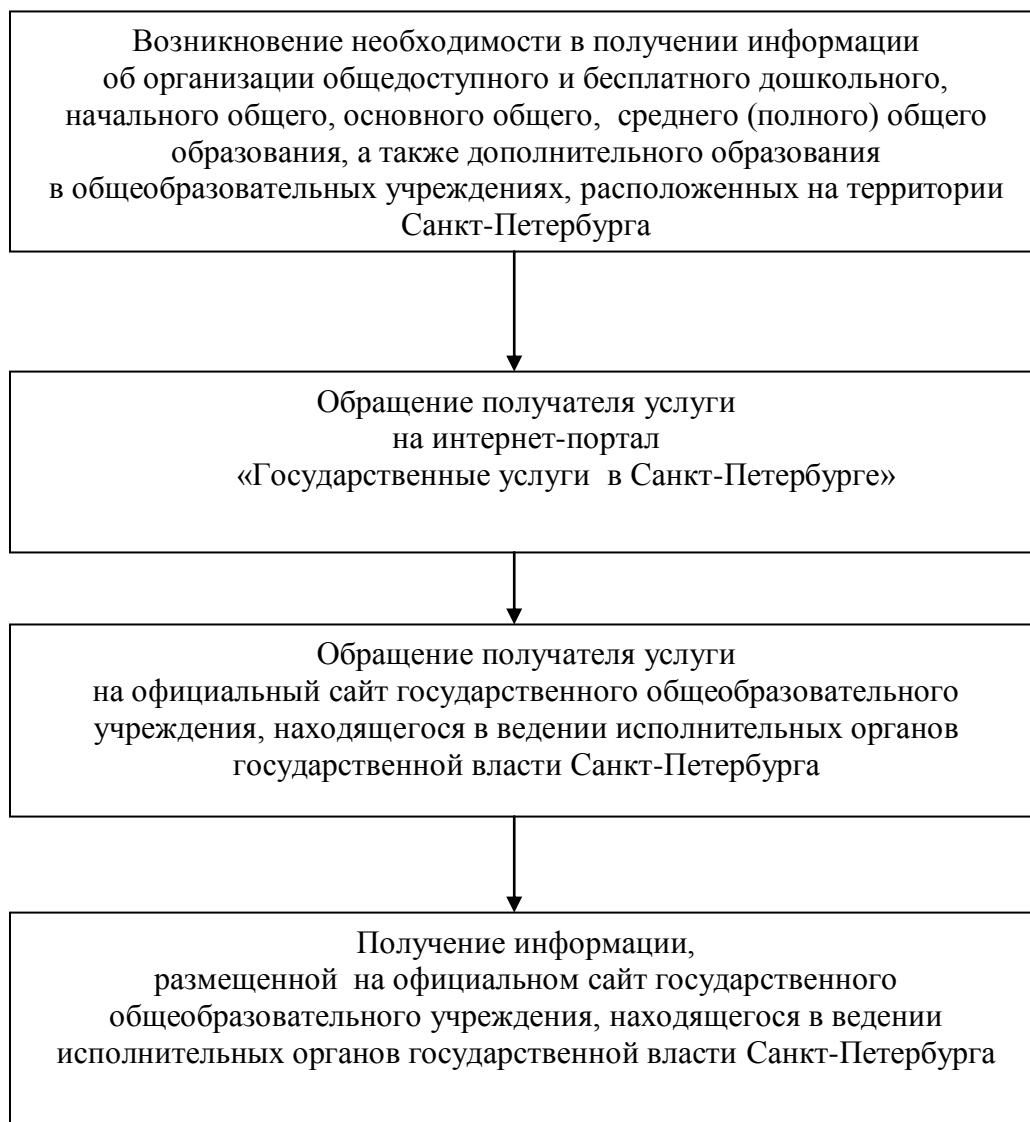 Возникновение необходимости в получении информации
об организации общедоступного и бесплатного дошкольного,
начального общего, основного общего,  среднего (полного) общего
образования, а также дополнительного образования
в общеобразовательных учреждениях, расположенных на территории
Санкт-Петербурга
Обращение получателя услуги
на интернет-портал
«Государственные услуги  в Санкт-Петербурге»
Обращение получателя услуги
на официальный сайт государственного общеобразовательного
учреждения, находящегося в ведении исполнительных органов
государственной власти Санкт-Петербурга
Получение информации,
размещенной  на официальном сайт государственного
общеобразовательного учреждения, находящегося в ведении
исполнительных органов государственной власти Санкт-Петербурга